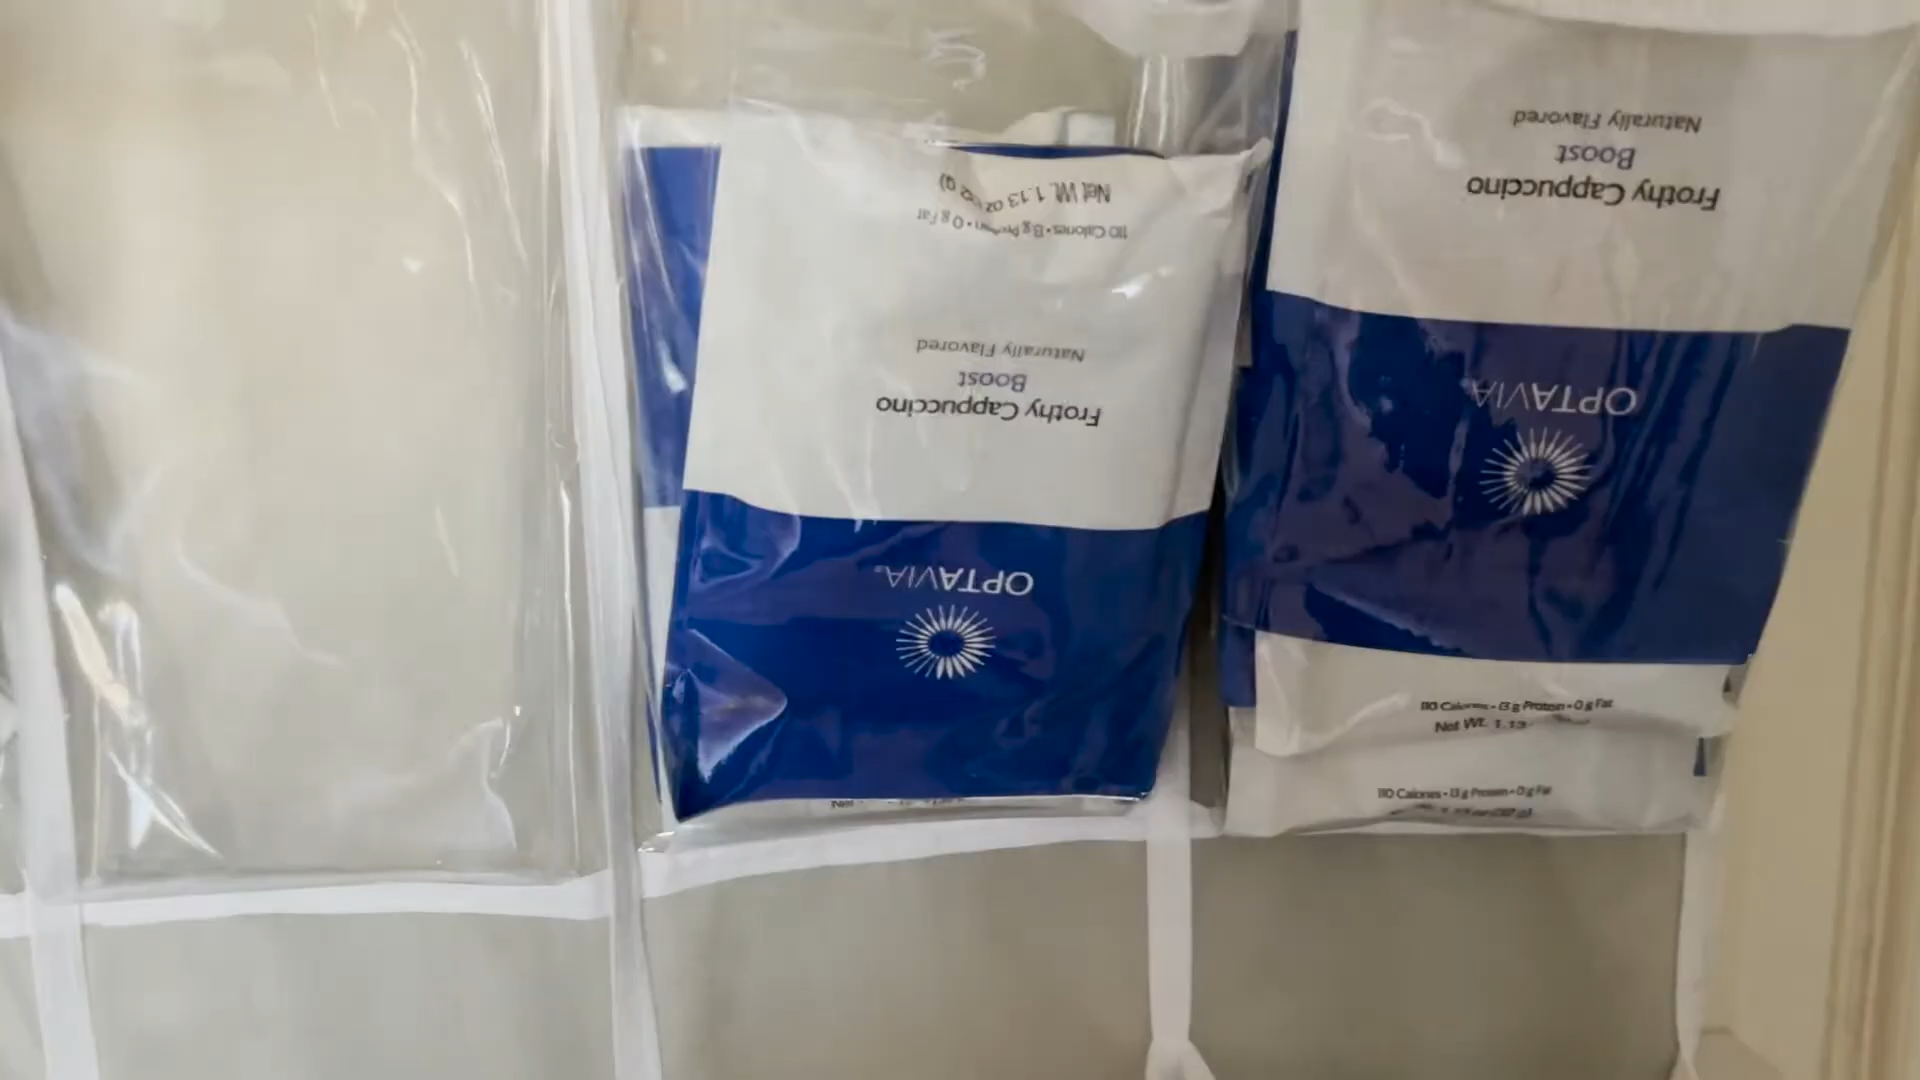 OPTAVIA
Frothy Cappuccino
Boost
Naturally Flavored
110 Calories • 13 g Protein • 0 g Fat
Net Wt. 1.13 oz
OPTAVIA
Frothy Cappuccino
Boost
Naturally Flavored
110 Calories • 13 g Protein • 0 g Fat
Net Wt. 1.13
110 Calories • 13 g Protein • 0 g Fat